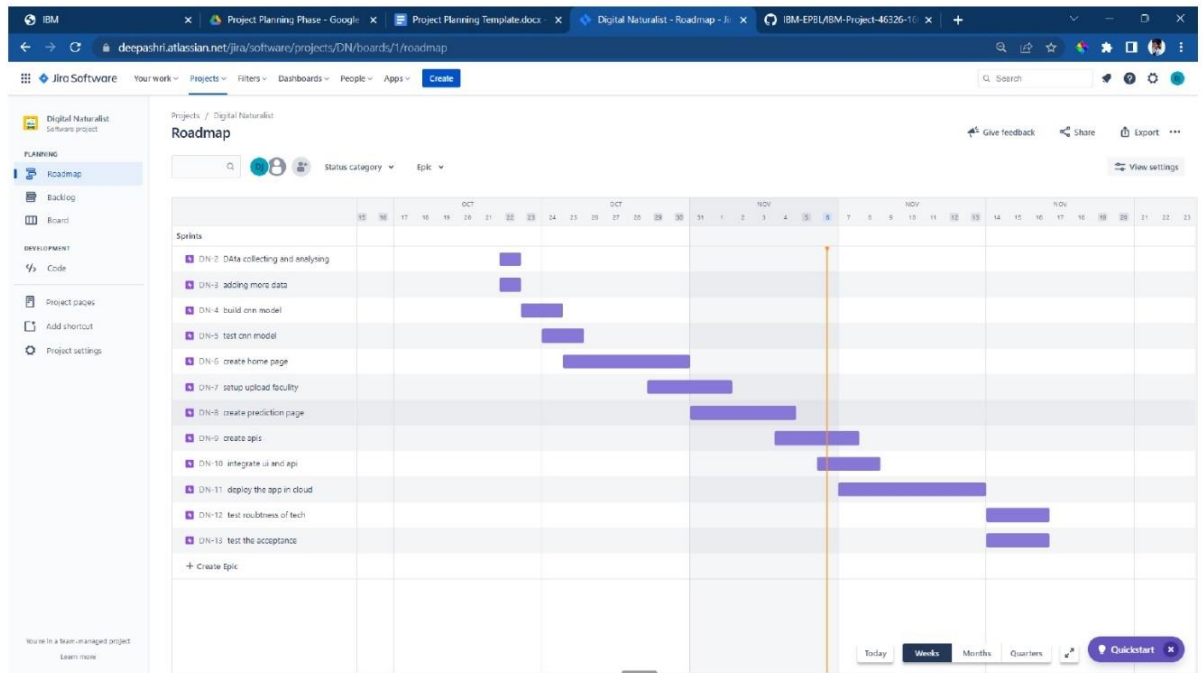 IBM
Project Planning Phase - Google
Project Planning Template.docx -
Digital Naturalist - Roadmap - Jir
IBM-EPBL/IBM-Project-46326-16
deepashri.atlassian.net/jira/software/projects/DN/boards/1/roadmap
Jira Software Your work Projects Filters Dashboards People Apps Create Search
Digital Naturalist
Software project
PLANNING
Roadmap
Backlog
Board
DEVELOPMENT
Code
Project pages
Add shortcut
Project settings
You're in a team-managed project
Learn more
Projects / Digital Naturalist
Roadmap
Give feedback Share Export
DJ Status category Epic View settings
OCT OCT NOV NOV NOV
15 16 17 18 19 20 21 22 23 24 25 26 27 28 29 30 31 1 2 3 4 5 6 7 8 9 10 11 12 13 14 15 16 17 18 19 20 21 22 23
Sprints
DN-2 DAta collecting and analysing
DN-3 adding more data
DN-4 build cnn model
DN-5 test cnn model
DN-6 create home page
DN-7 setup upload faculity
DN-8 create prediction page
DN-9 create apis
DN-10 integrate ui and api
DN-11 deploy the app in cloud
DN-12 test roubtness of tech
DN-13 test the acceptance
+ Create Epic
Today Weeks Months Quarters
Quickstart